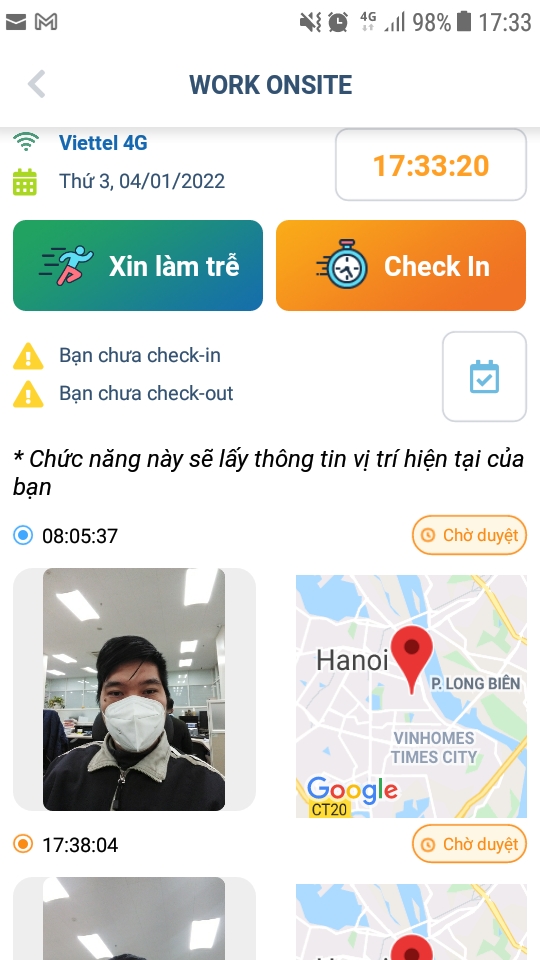 4G 98% 17:33
WORK ONSITE
Viettel 4G
Thứ 3, 04/01/2022
17:33:20
Xin làm trễ
Check In
Bạn chưa check-in
Bạn chưa check-out
* Chức năng này sẽ lấy thông tin vị trí hiện tại của
bạn
08:05:37
Chờ duyệt
Hanoi
P. LONG BIÊN
VINHOMES
TIMES CITY
Google
CT20
17:38:04
Chờ duyệt